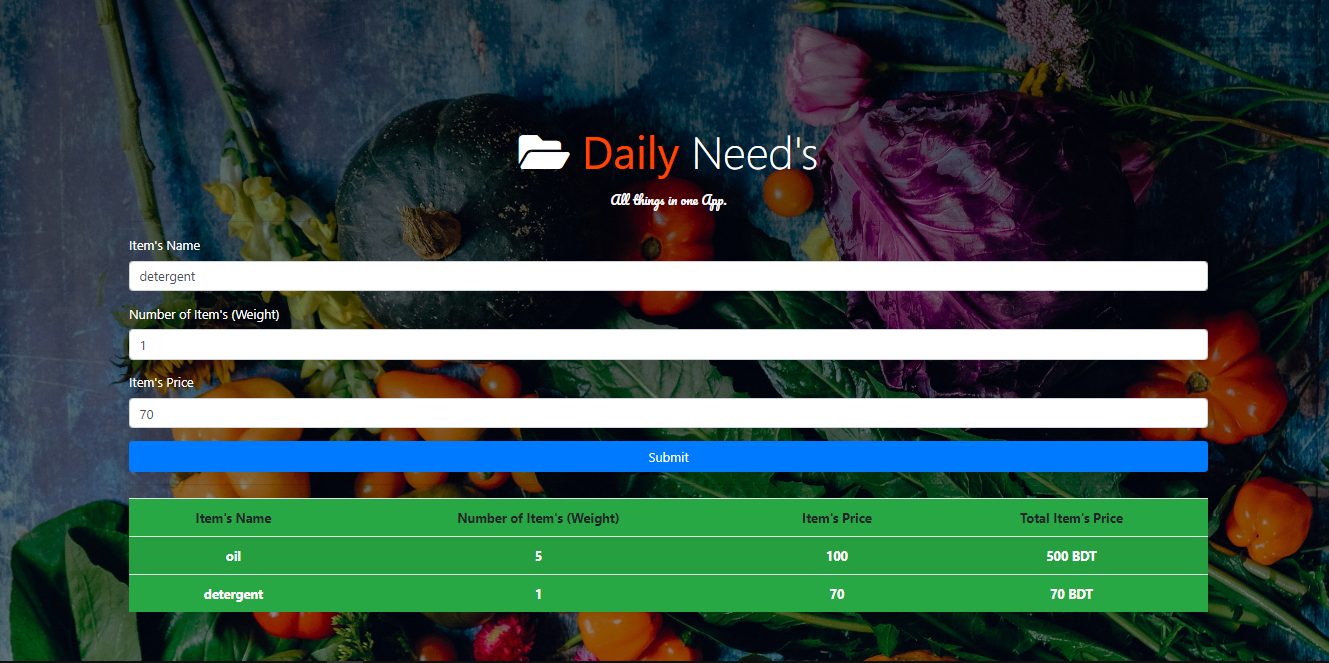 Daily Need's
All things in one App.
Item's Name
detergent
Number of Item's (Weight)
1
Item's Price
70
Submit
Item's Name Number of Item's (Weight) Item's Price Total Item's Price
oil 5 100 500 BDT
detergent 1 70 70 BDT